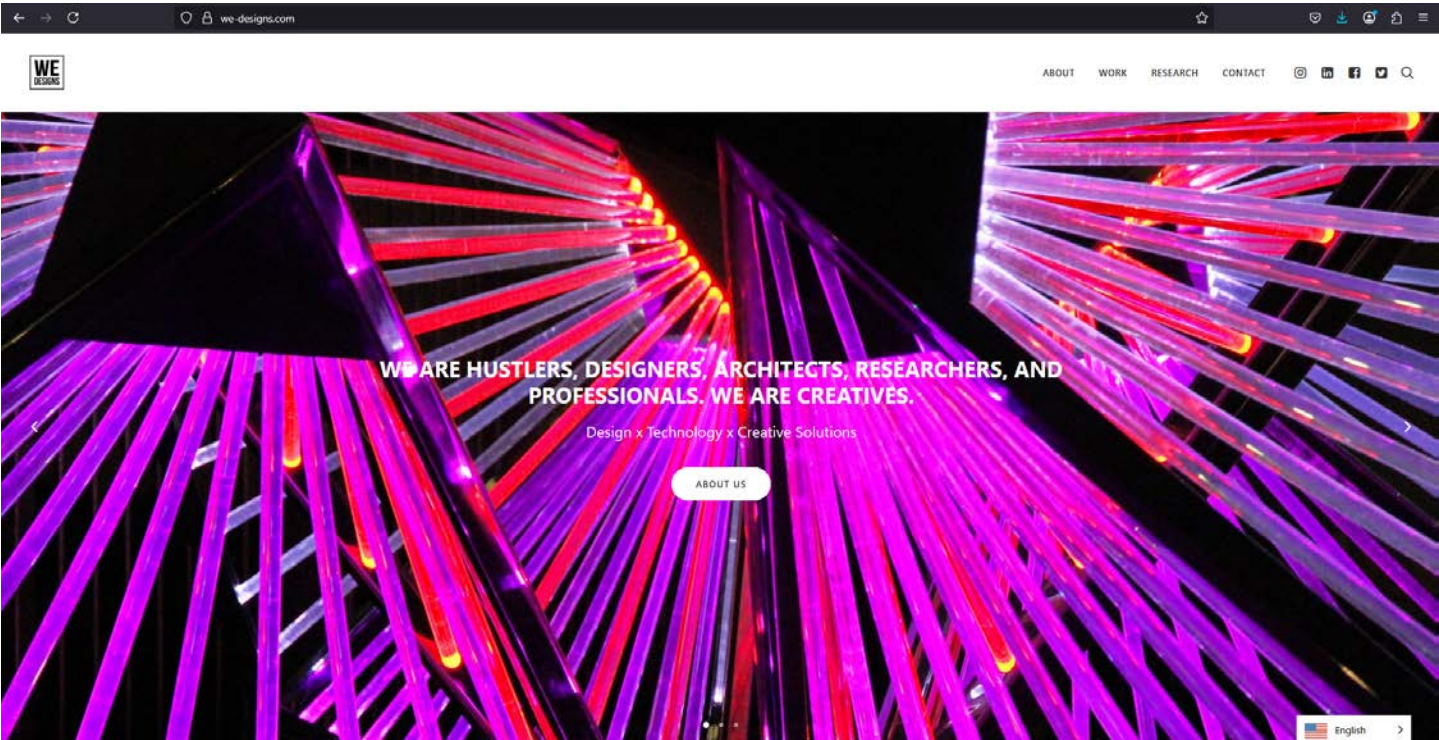 we-designs.com
WE
DESIGNS
ABOUT WORK RESEARCH CONTACT
WE ARE HUSTLERS, DESIGNERS, ARCHITECTS, RESEARCHERS, AND
PROFESSIONALS. WE ARE CREATIVES.
Design x Technology x Creative Solutions
ABOUT US
English